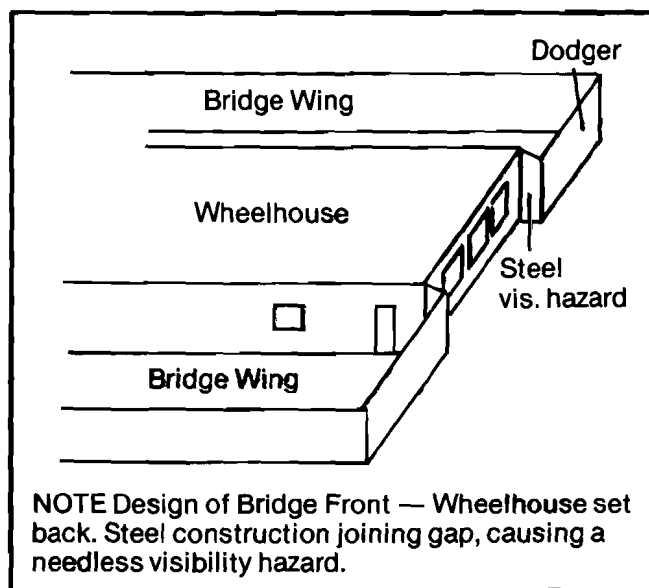 Dodger
Bridge Wing
Wheelhouse
Steel
vis. hazard
Bridge Wing
NOTE Design of Bridge Front — Wheelhouse set
back. Steel construction joining gap, causing a
needless visibility hazard.